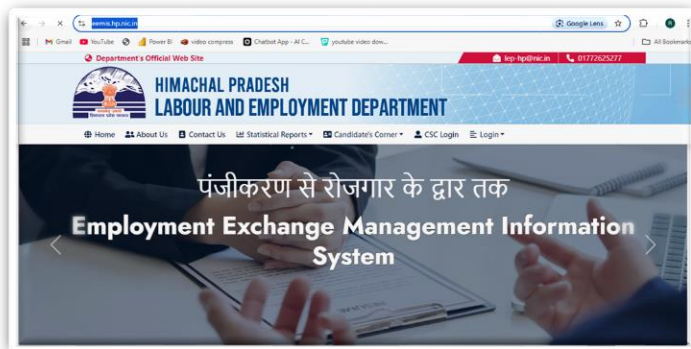 eemis.hp.nic.in
Google Lens
Gmail
YouTube
Power BI
video compress
Chatbot App - AI C...
youtube video dow...
All Bookmarks
Department's Official Web Site
lep-hp@nic.in
01772625277
HIMACHAL PRADESH
LABOUR AND EMPLOYMENT DEPARTMENT
Home About Us Contact Us Statistical Reports Candidate's Corner CSC Login Login
पंजीकरण से रोजगार के द्वार तक
Employment Exchange Management Information
System
RESUME